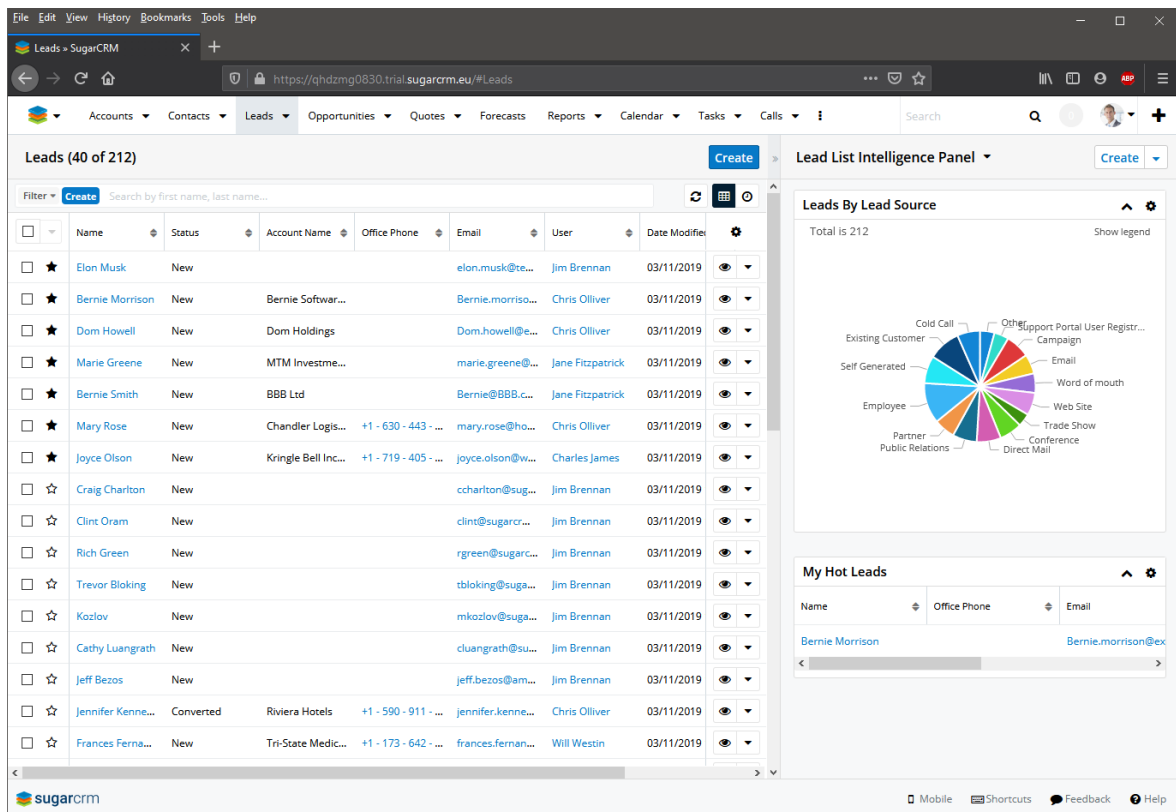 File Edit View History Bookmarks Tools Help
Leads » SugarCRM
https://qhdzmg0830.trial.sugarcrm.eu/#Leads
ABP
Accounts Contacts Leads Opportunities Quotes Forecasts Reports Calendar Tasks Calls Search
Leads (40 of 212) Create
Filter Create Search by first name, last name...
Name Status Account Name Office Phone Email User Date Modified
Elon Musk New elon.musk@te... Jim Brennan 03/11/2019
Bernie Morrison New Bernie Softwar... Bernie.morriso... Chris Olliver 03/11/2019
Dom Howell New Dom Holdings Dom.howell@e... Chris Olliver 03/11/2019
Marie Greene New MTM Investme... marie.greene@... Jane Fitzpatrick 03/11/2019
Bernie Smith New BBB Ltd Bernie@BBB.c... Jane Fitzpatrick 03/11/2019
Mary Rose New Chandler Logis... +1 - 630 - 443 - ... mary.rose@ho... Chris Olliver 03/11/2019
Joyce Olson New Kringle Bell Inc... +1 - 719 - 405 - ... joyce.olson@w... Charles James 03/11/2019
Craig Charlton New ccharlton@sug... Jim Brennan 03/11/2019
Clint Oram New clint@sugarcr... Jim Brennan 03/11/2019
Rich Green New rgreen@sugarc... Jim Brennan 03/11/2019
Trevor Bloking New tbloking@suga... Jim Brennan 03/11/2019
Kozlov New mkozlov@suga... Jim Brennan 03/11/2019
Cathy Luangrath New cluangrath@su... Jim Brennan 03/11/2019
Jeff Bezos New jeff.bezos@am... Jim Brennan 03/11/2019
Jennifer Kenne... Converted Riviera Hotels +1 - 590 - 911 - ... jennifer.kenne... Chris Olliver 03/11/2019
Frances Ferna... New Tri-State Medic... +1 - 173 - 642 - ... frances.fernan... Will Westin 03/11/2019
Lead List Intelligence Panel Create
Leads By Lead Source
Total is 212 Show legend
Cold Call
Other
Support Portal User Registr...
Existing Customer
Campaign
Self Generated
Email
Word of mouth
Employee
Web Site
Trade Show
Partner
Conference
Public Relations
Direct Mail
My Hot Leads
Name Office Phone Email
Bernie Morrison Bernie.morrison@ex
sugarcrm Mobile Shortcuts Feedback Help